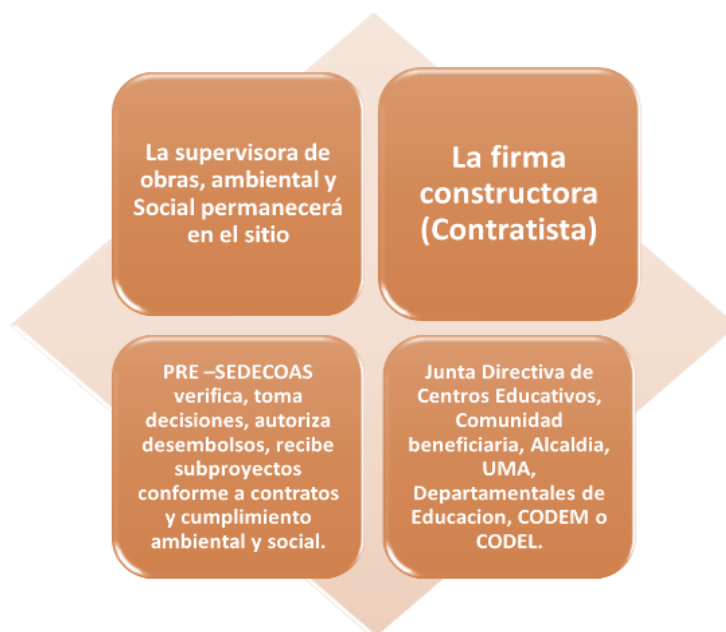 La supervisora de
obras, ambiental y
Social permanecerá
en el sitio
La firma
constructora
(Contratista)
PRE –SEDECOAS
verifica, toma
decisiones, autoriza
desembolsos, recibe
subproyectos
conforme a contratos
y cumplimiento
ambiental y social.
Junta Directiva de
Centros Educativos,
Comunidad
beneficiaria, Alcaldia,
UMA,
Departamentales de
Educacion, CODEM o
CODEL.